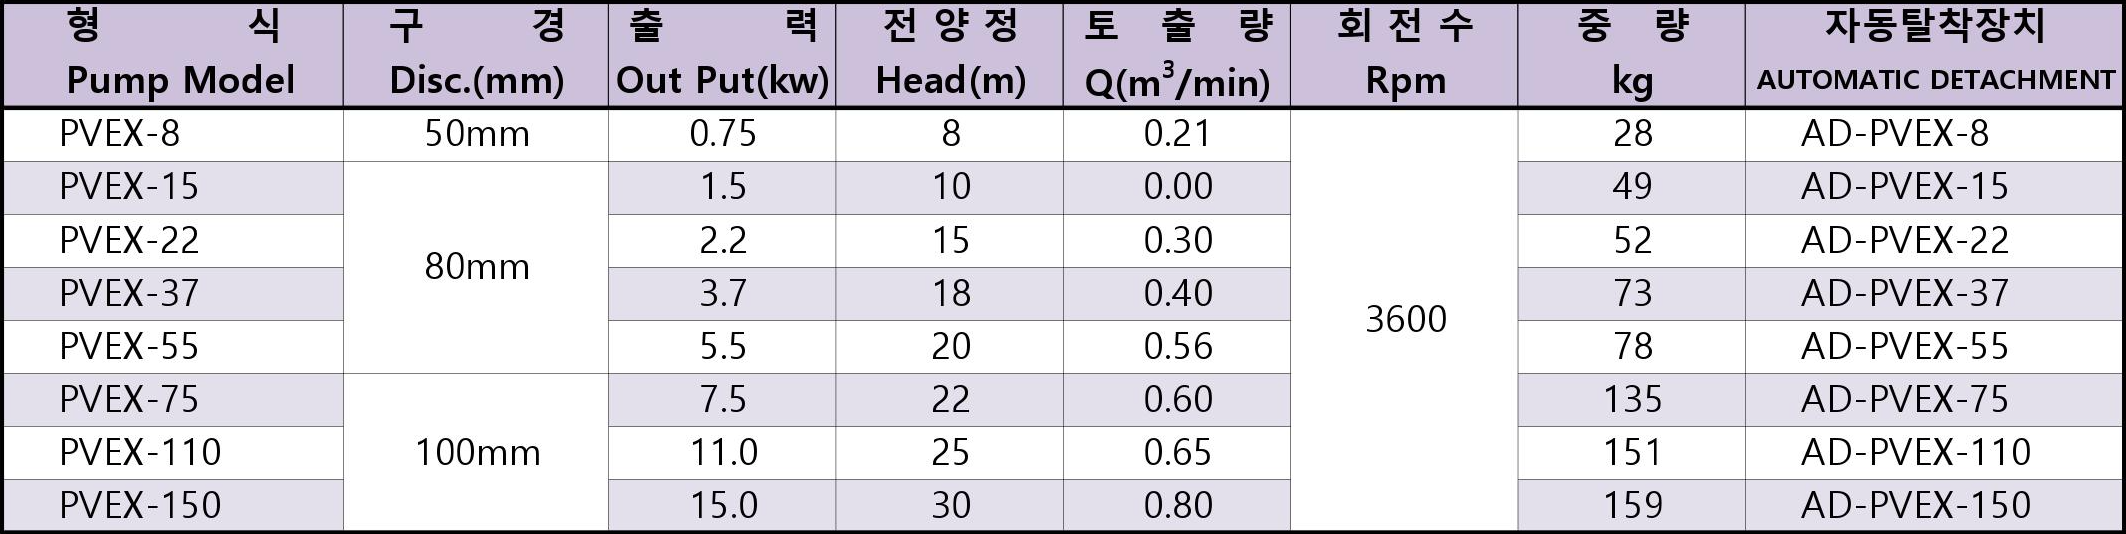 형 식 구 경 출 력 전 양 정 토 출 량 회 전 수 중 량 자동탈착장치
Pump Model Disc.(mm) Out Put(kw) Head(m) Q(m³/min) Rpm kg AUTOMATIC DETACHMENT
PVEX-8 50mm 0.75 8 0.21 28 AD-PVEX-8
PVEX-15 1.5 10 0.00 49 AD-PVEX-15
PVEX-22 2.2 15 0.30 52 AD-PVEX-22
80mm
PVEX-37 3.7 18 0.40 73 AD-PVEX-37
3600
PVEX-55 5.5 20 0.56 78 AD-PVEX-55
PVEX-75 7.5 22 0.60 135 AD-PVEX-75
PVEX-110 100mm 11.0 25 0.65 151 AD-PVEX-110
PVEX-150 15.0 30 0.80 159 AD-PVEX-150